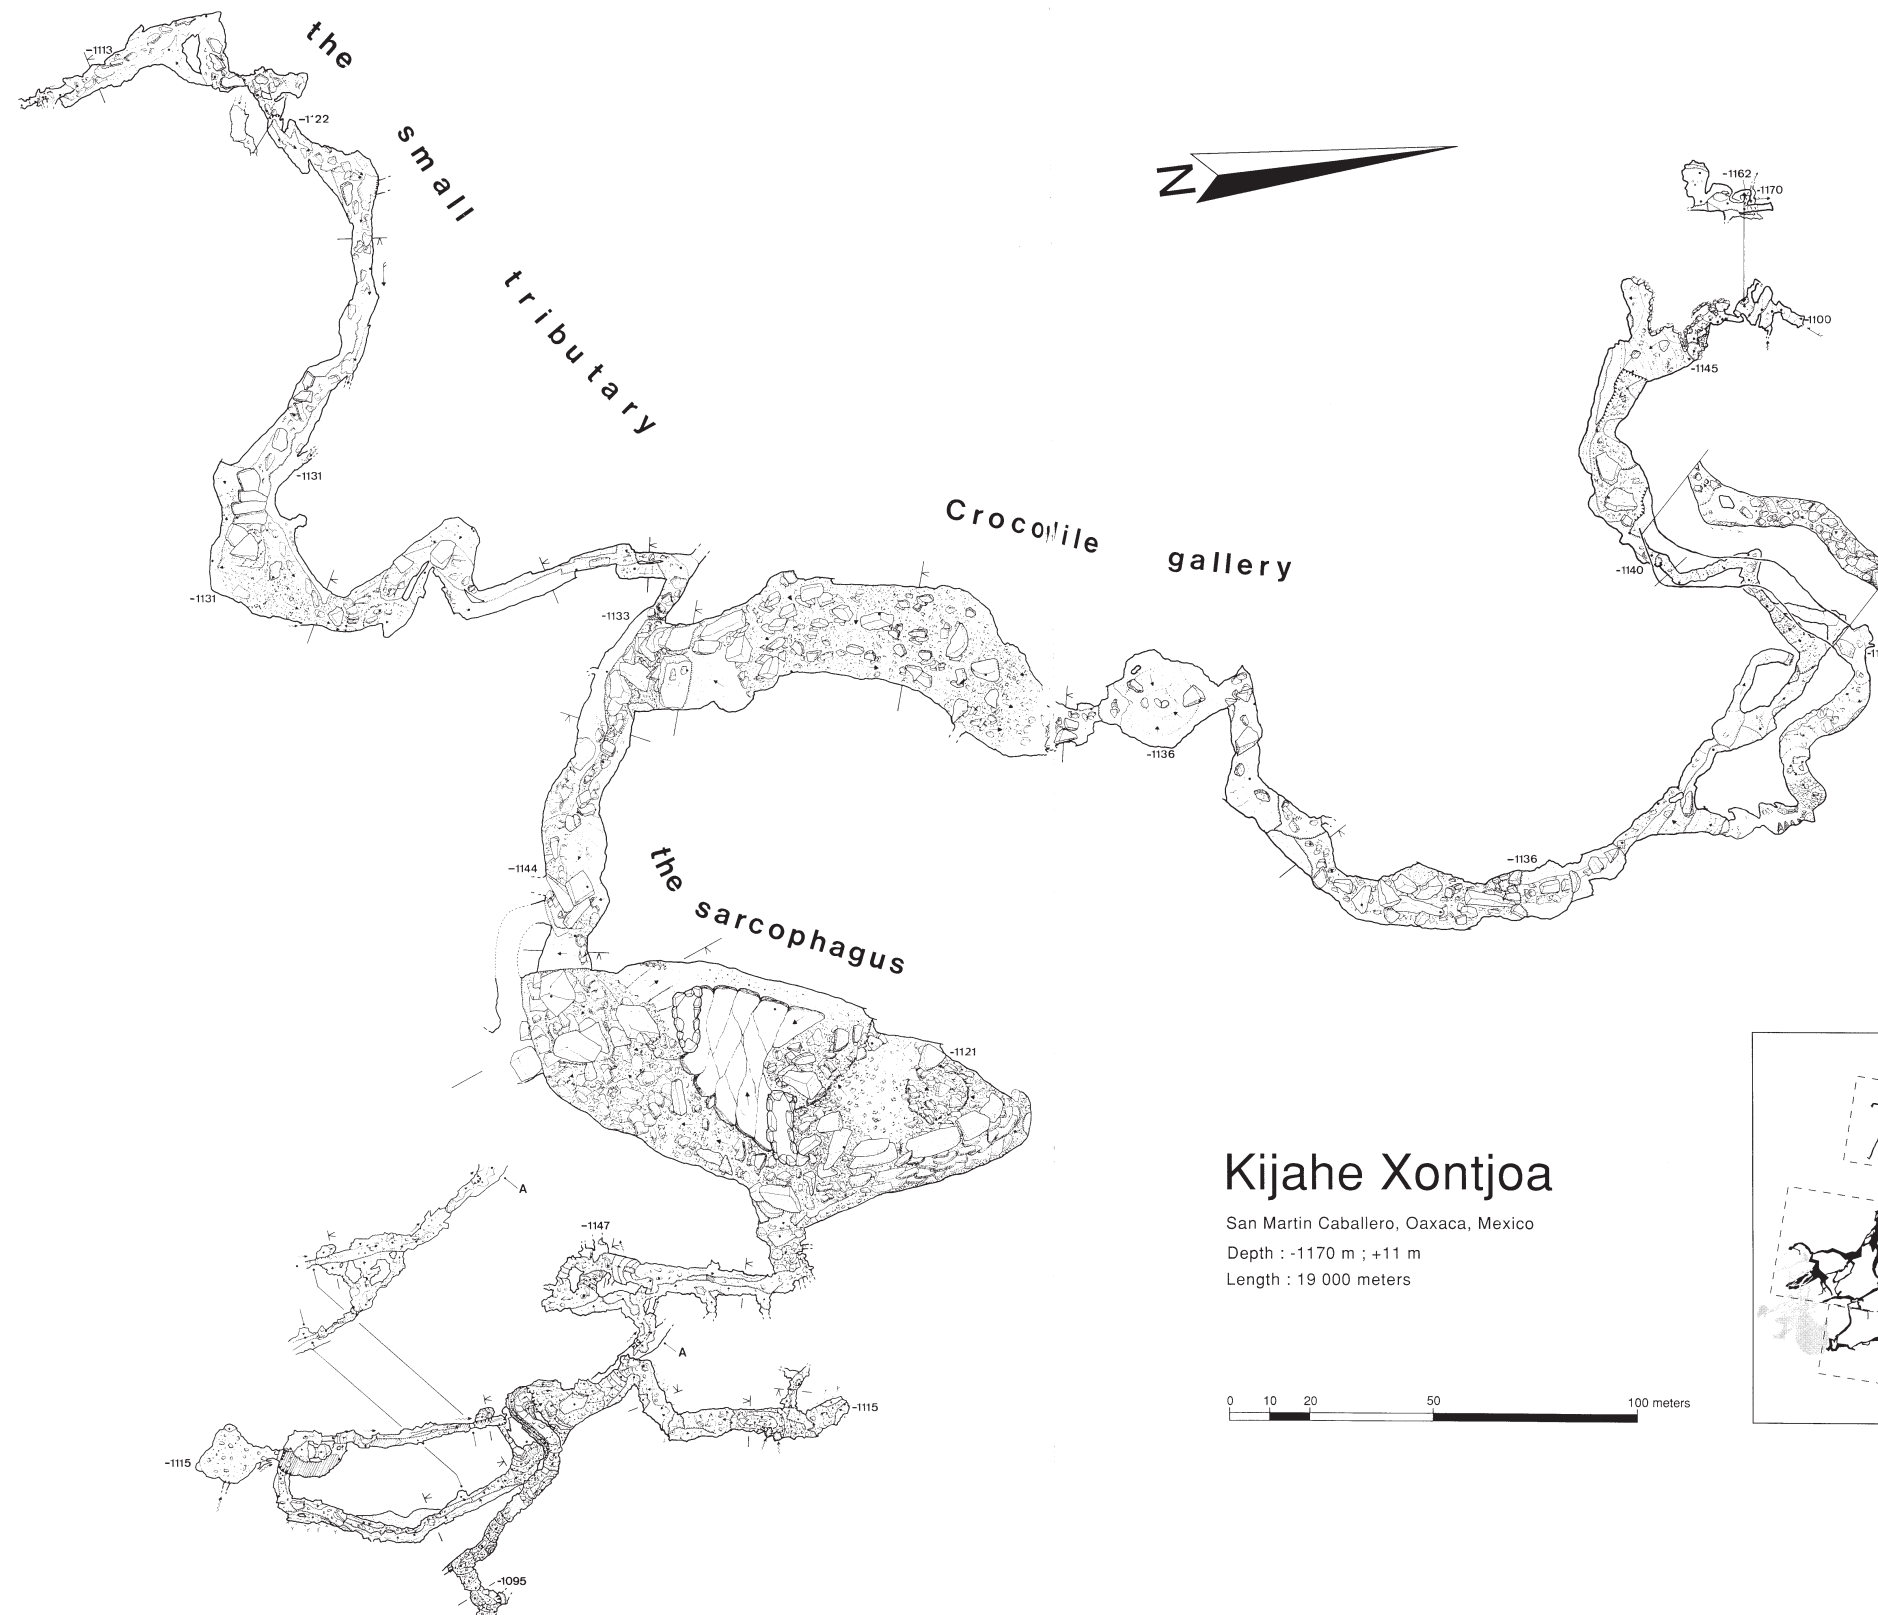 the
small
tributary
-1113
-1122
-1131
-1131
-1133
N
-1162
-1170
-1100
-1145
-1140
Crocodile gallery
-1136
-1136
-1144
the sarcophagus
-1121
A
-1147
A
-1115
-1115
-1095
Kijahe Xontjoa
San Martin Caballero, Oaxaca, Mexico
Depth : -1170 m ; +11 m
Length : 19 000 meters
0 10 20 50 100 meters